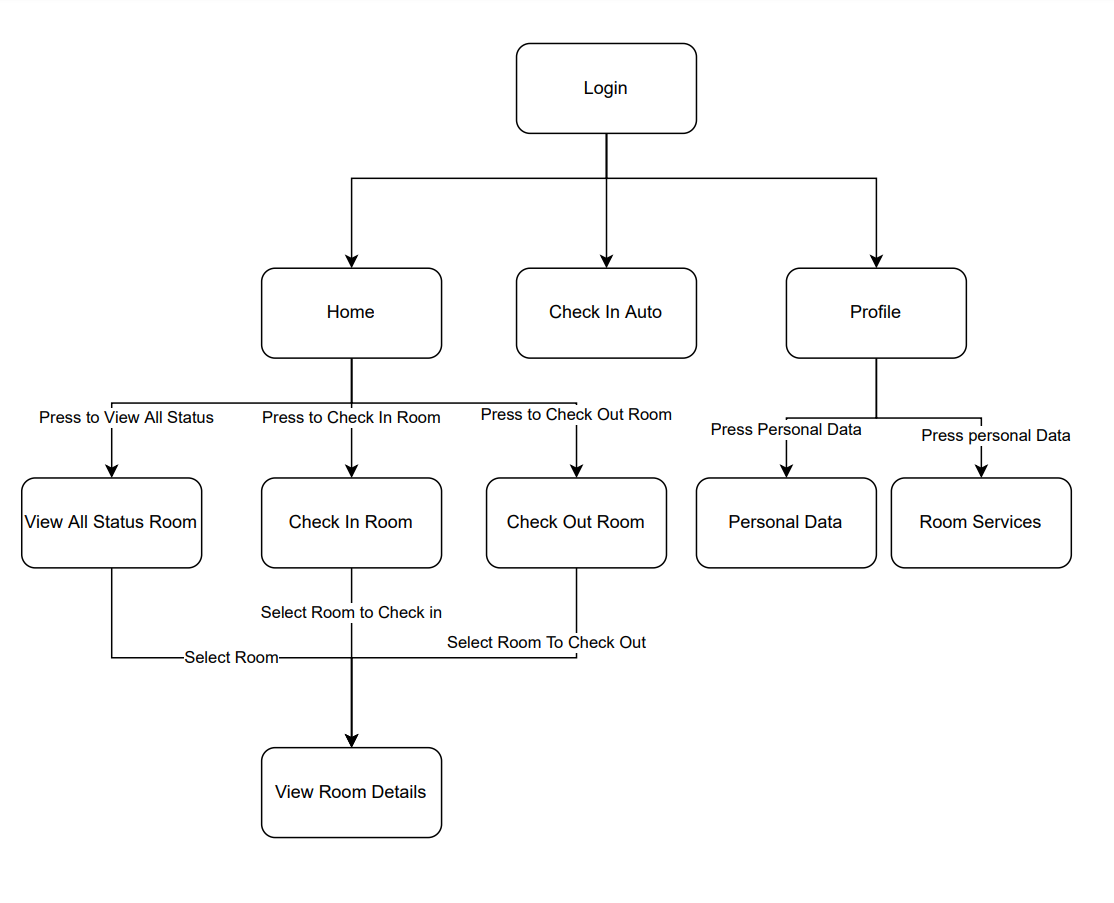 Login
Home
Check In Auto
Profile
Press to View All Status
Press to Check In Room
Press to Check Out Room
Press Personal Data
Press personal Data
View All Status Room
Check In Room
Check Out Room
Personal Data
Room Services
Select Room to Check in
Select Room To Check Out
Select Room
View Room Details